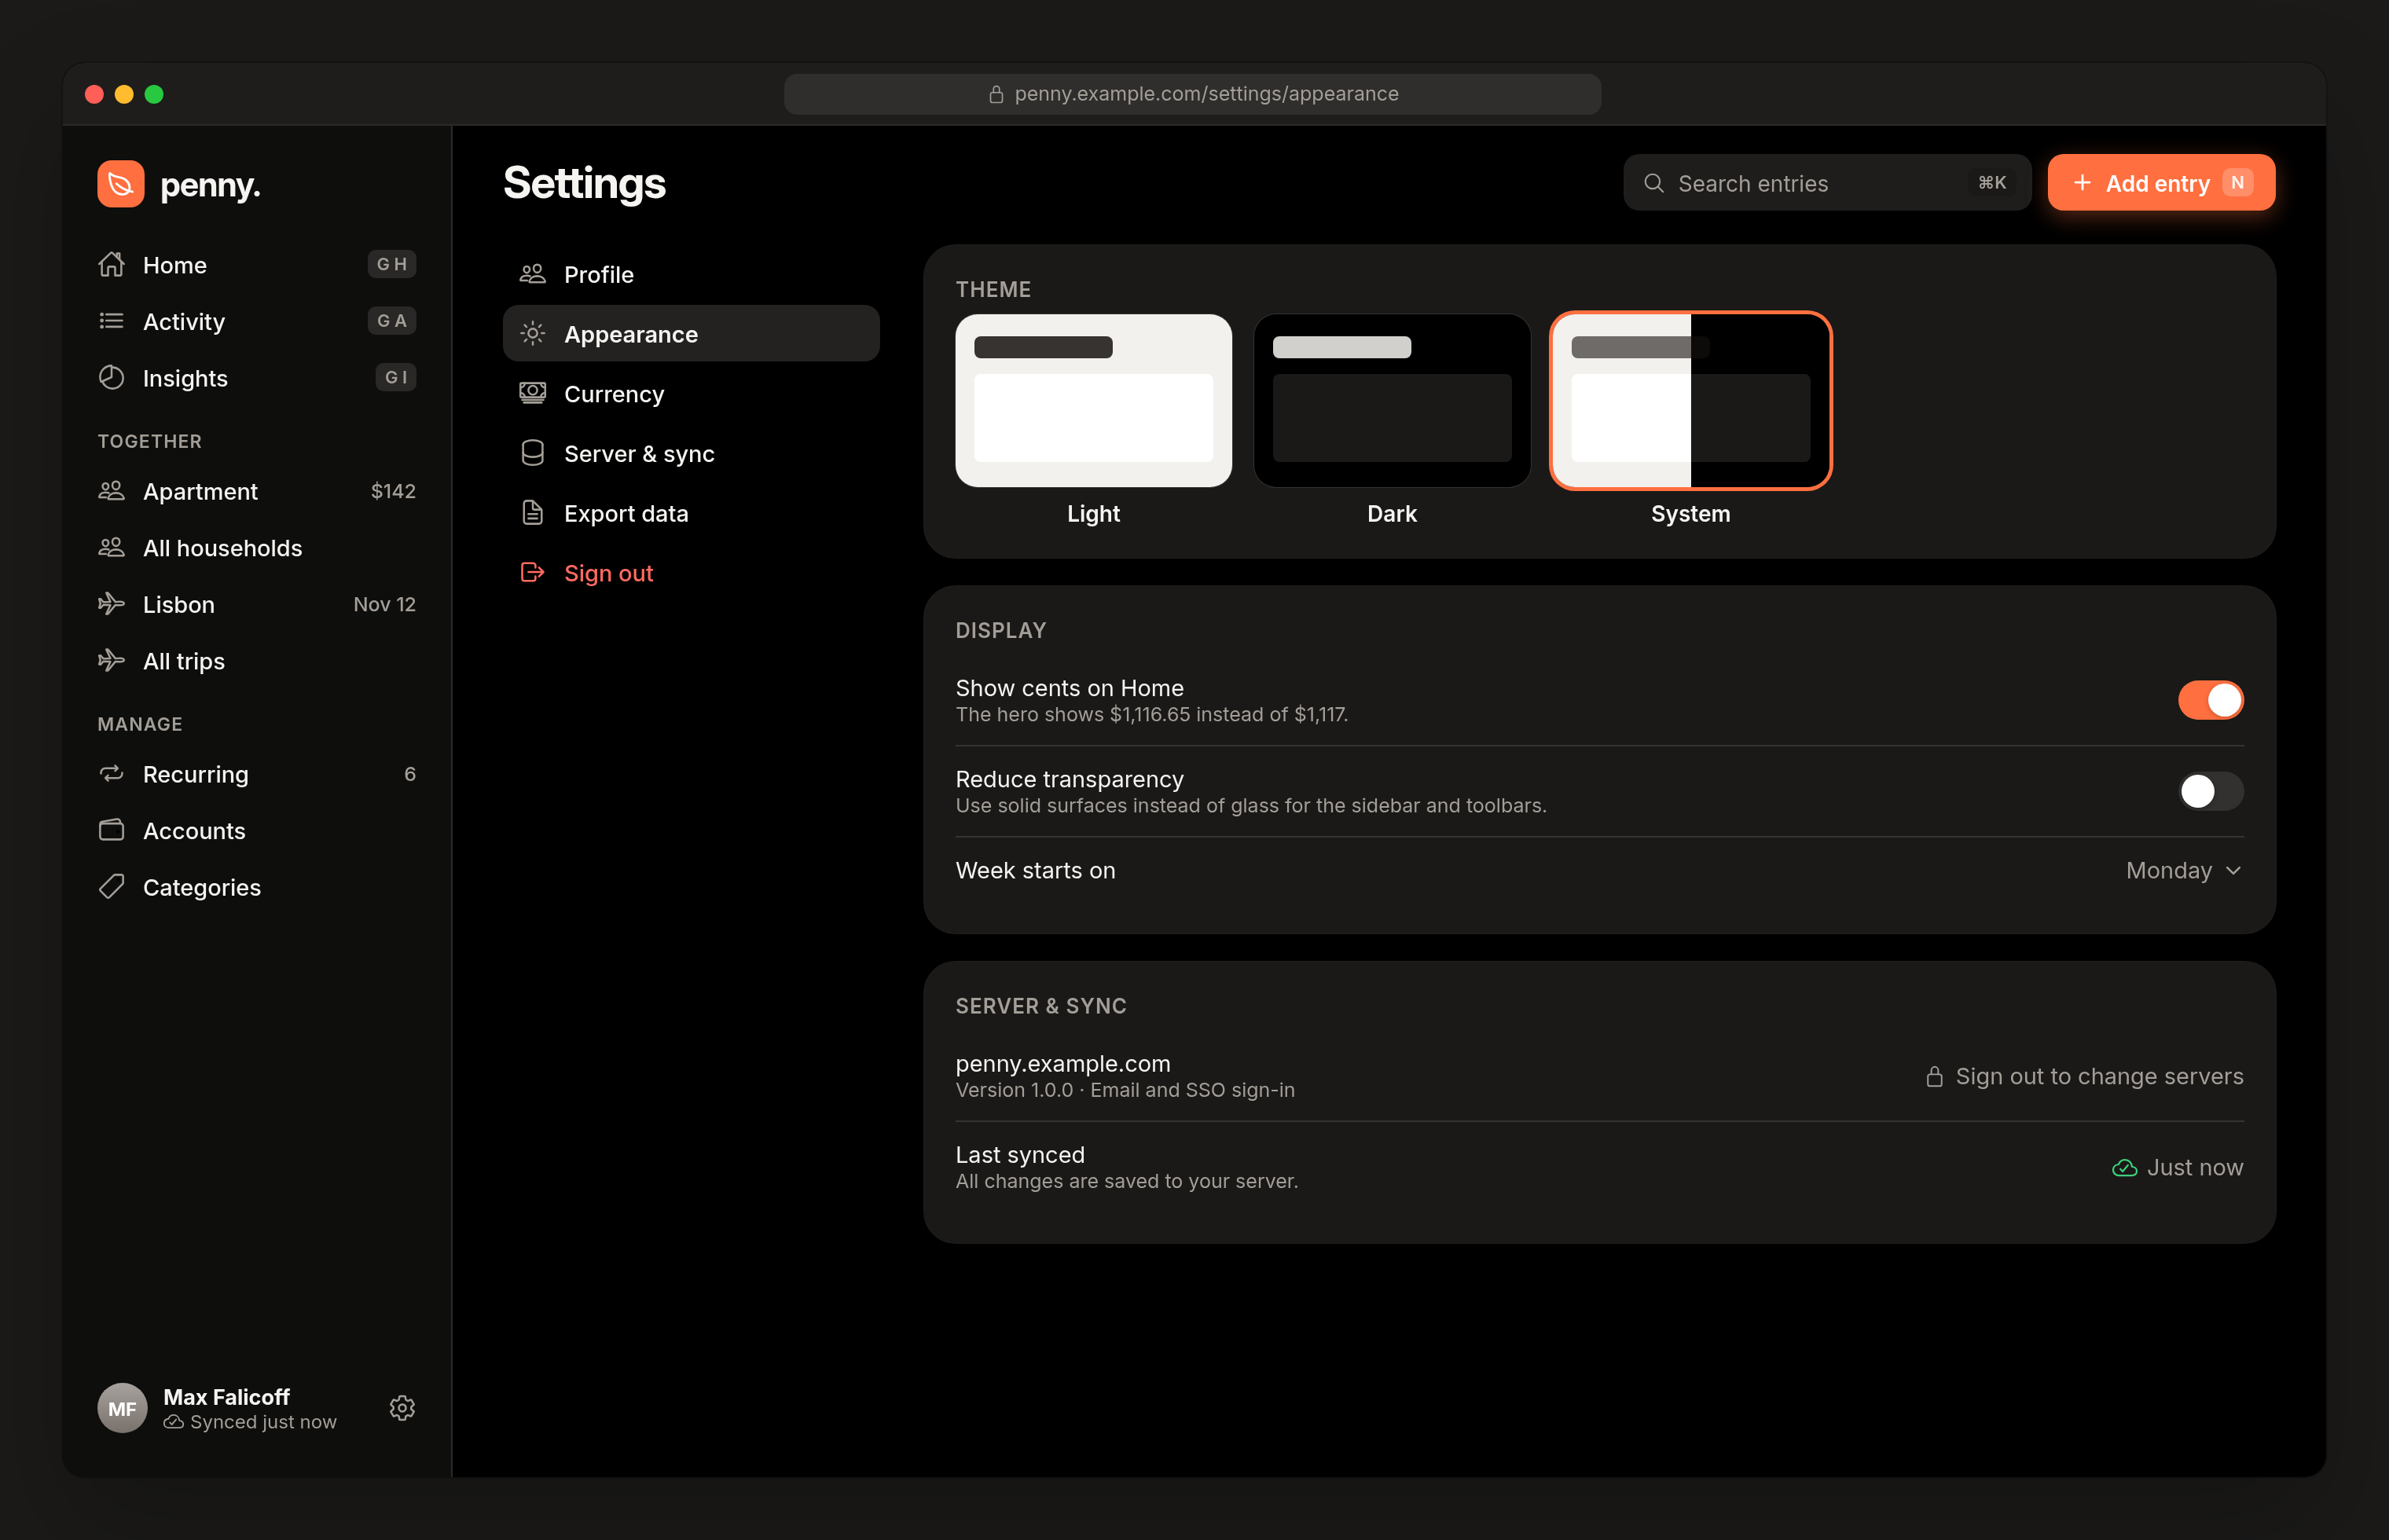 penny.example.com/settings/appearance
penny.
Home G H
Activity G A
Insights G I
TOGETHER
Apartment $142
All households
Lisbon Nov 12
All trips
MANAGE
Recurring 6
Accounts
Categories
MF
Max Falicoff
Synced just now
Settings
Search entries ⌘K
Add entry N
Profile
Appearance
Currency
Server & sync
Export data
Sign out
THEME
Light
Dark
System
DISPLAY
Show cents on Home
The hero shows $1,116.65 instead of $1,117.
Reduce transparency
Use solid surfaces instead of glass for the sidebar and toolbars.
Week starts on
Monday
SERVER & SYNC
penny.example.com
Version 1.0.0 · Email and SSO sign-in
Sign out to change servers
Last synced
All changes are saved to your server.
Just now